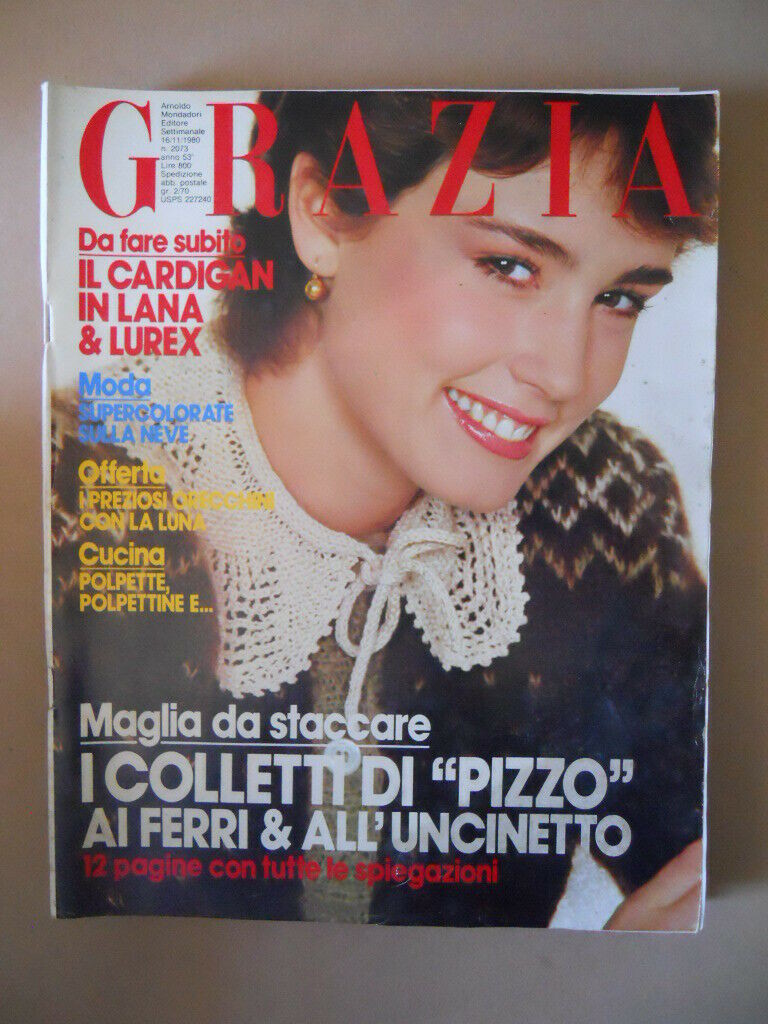 GRAZIA
Arnoldo
Mondadori
Editore
Settimanale
16/11/1980
n. 2073
anno 53°
Lire 800
Spedizione
abb. postale
gr. 2/70
USPS 227240
Da fare subito
IL CARDIGAN
IN LANA
& LUREX
Moda
SUPERCOLORATE
SULLA NEVE
Offerta
I PREZIOSI ORECCHINI
CON LA LUNA
Cucina
POLPETTE,
POLPETTINE E...
Maglia da staccare
I COLLETTI DI “PIZZO”
AI FERRI & ALL'UNCINETTO
12 pagine con tutte le spiegazioni